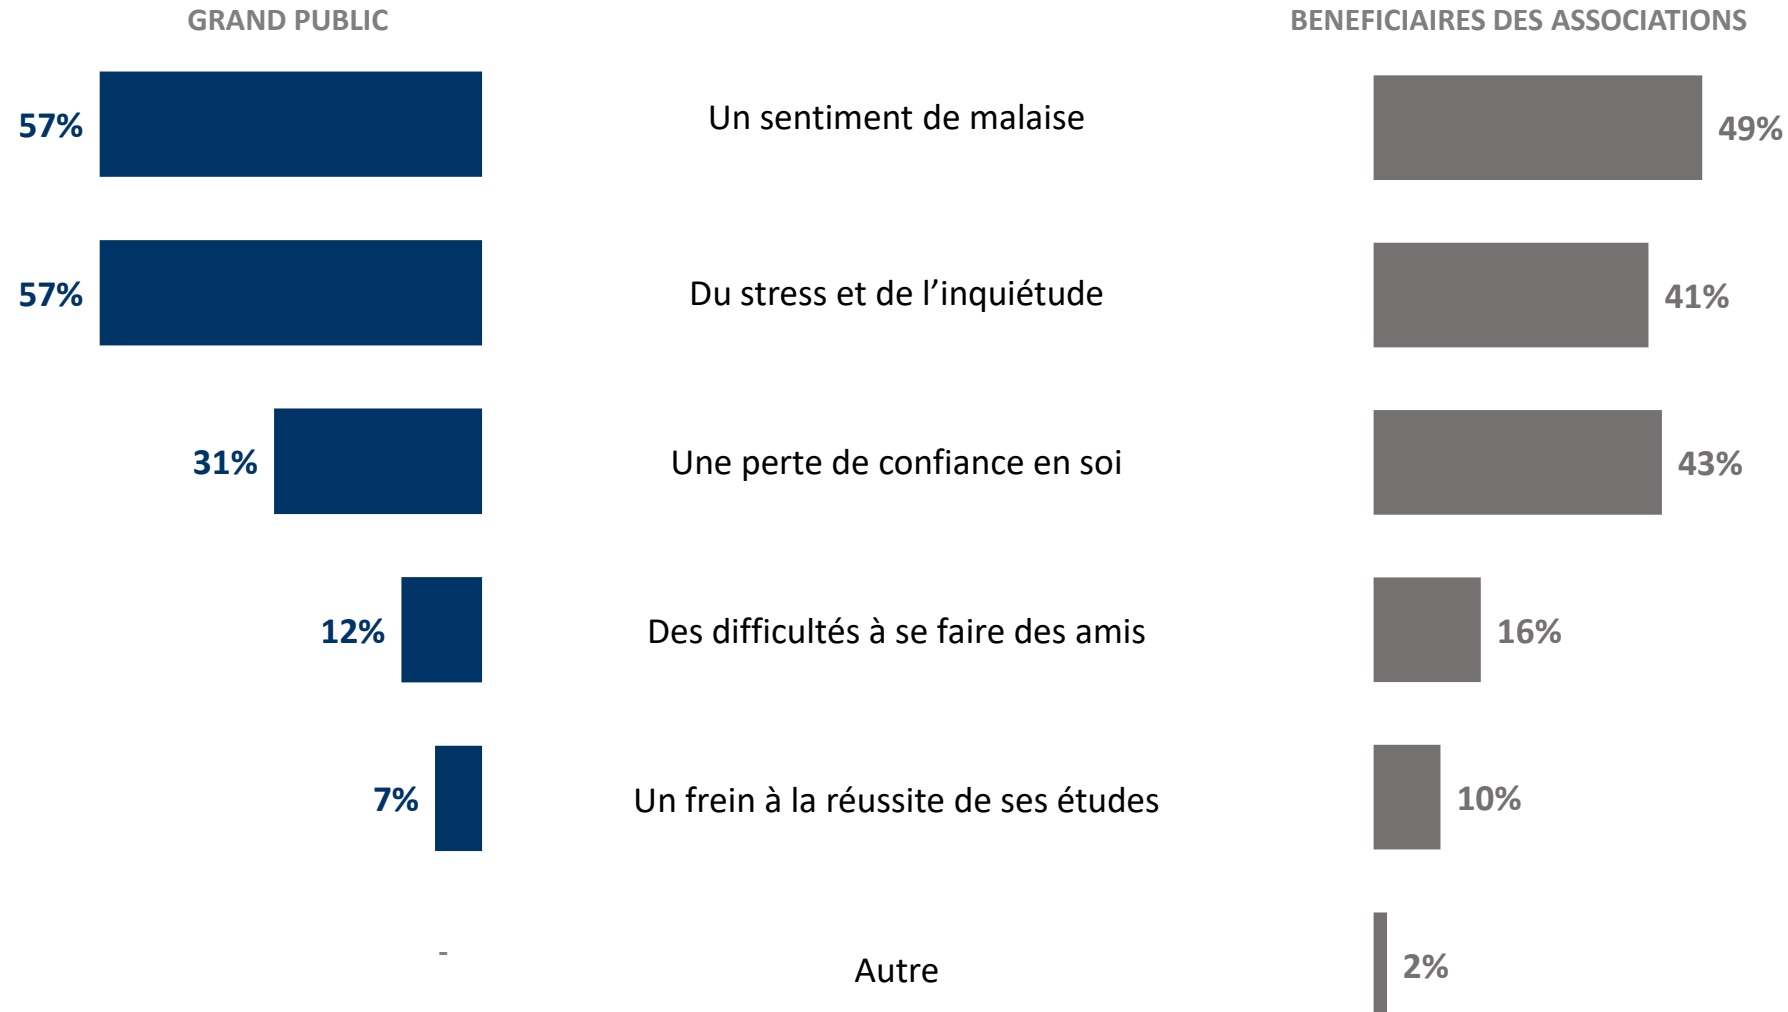 GRAND PUBLIC
BENEFICIAIRES DES ASSOCIATIONS
57%
Un sentiment de malaise
49%
57%
Du stress et de l’inquiétude
41%
31%
Une perte de confiance en soi
43%
12%
Des difficultés à se faire des amis
16%
7%
Un frein à la réussite de ses études
10%
-
Autre
2%